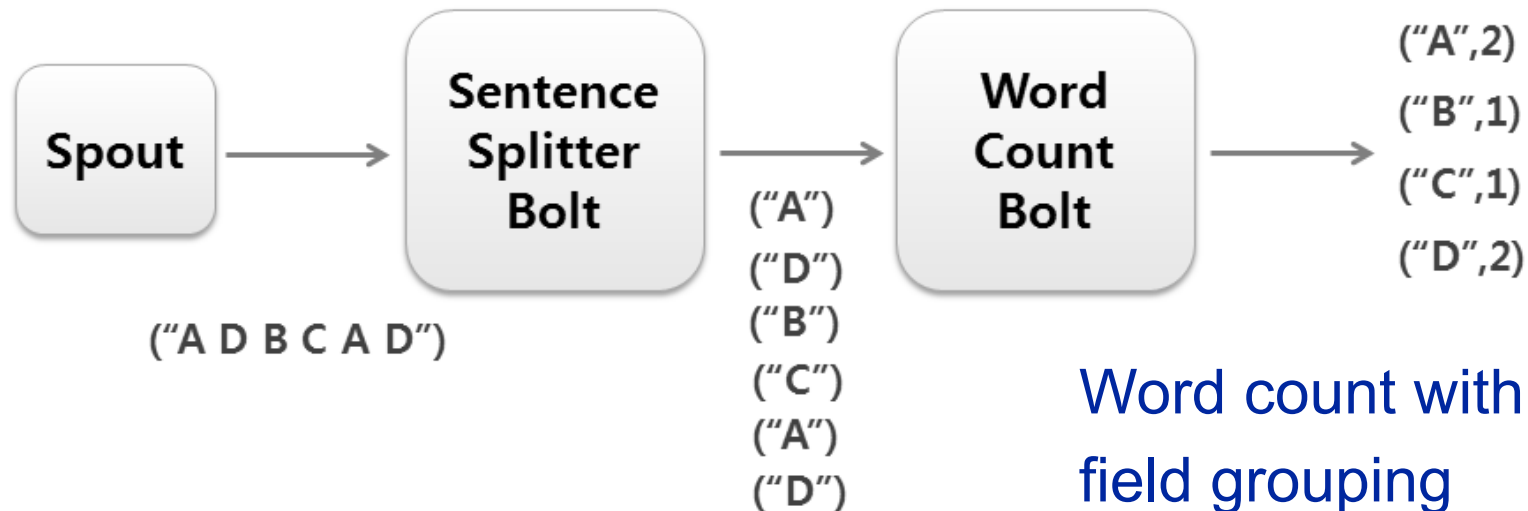 Spout
Sentence
Splitter
Bolt
Word
Count
Bolt
(“A D B C A D”)
(“A”)
(“D”)
(“B”)
(“C”)
(“A”)
(“D”)
(“A”,2)
(“B”,1)
(“C”,1)
(“D”,2)
Word count with
field grouping